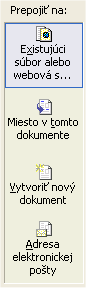 Prepojiť na:
Existujúci
súbor alebo
webová s...
Miesto v tomto
dokumente
Vytvoriť nový
dokument
Adresa
elektronickej
pošty